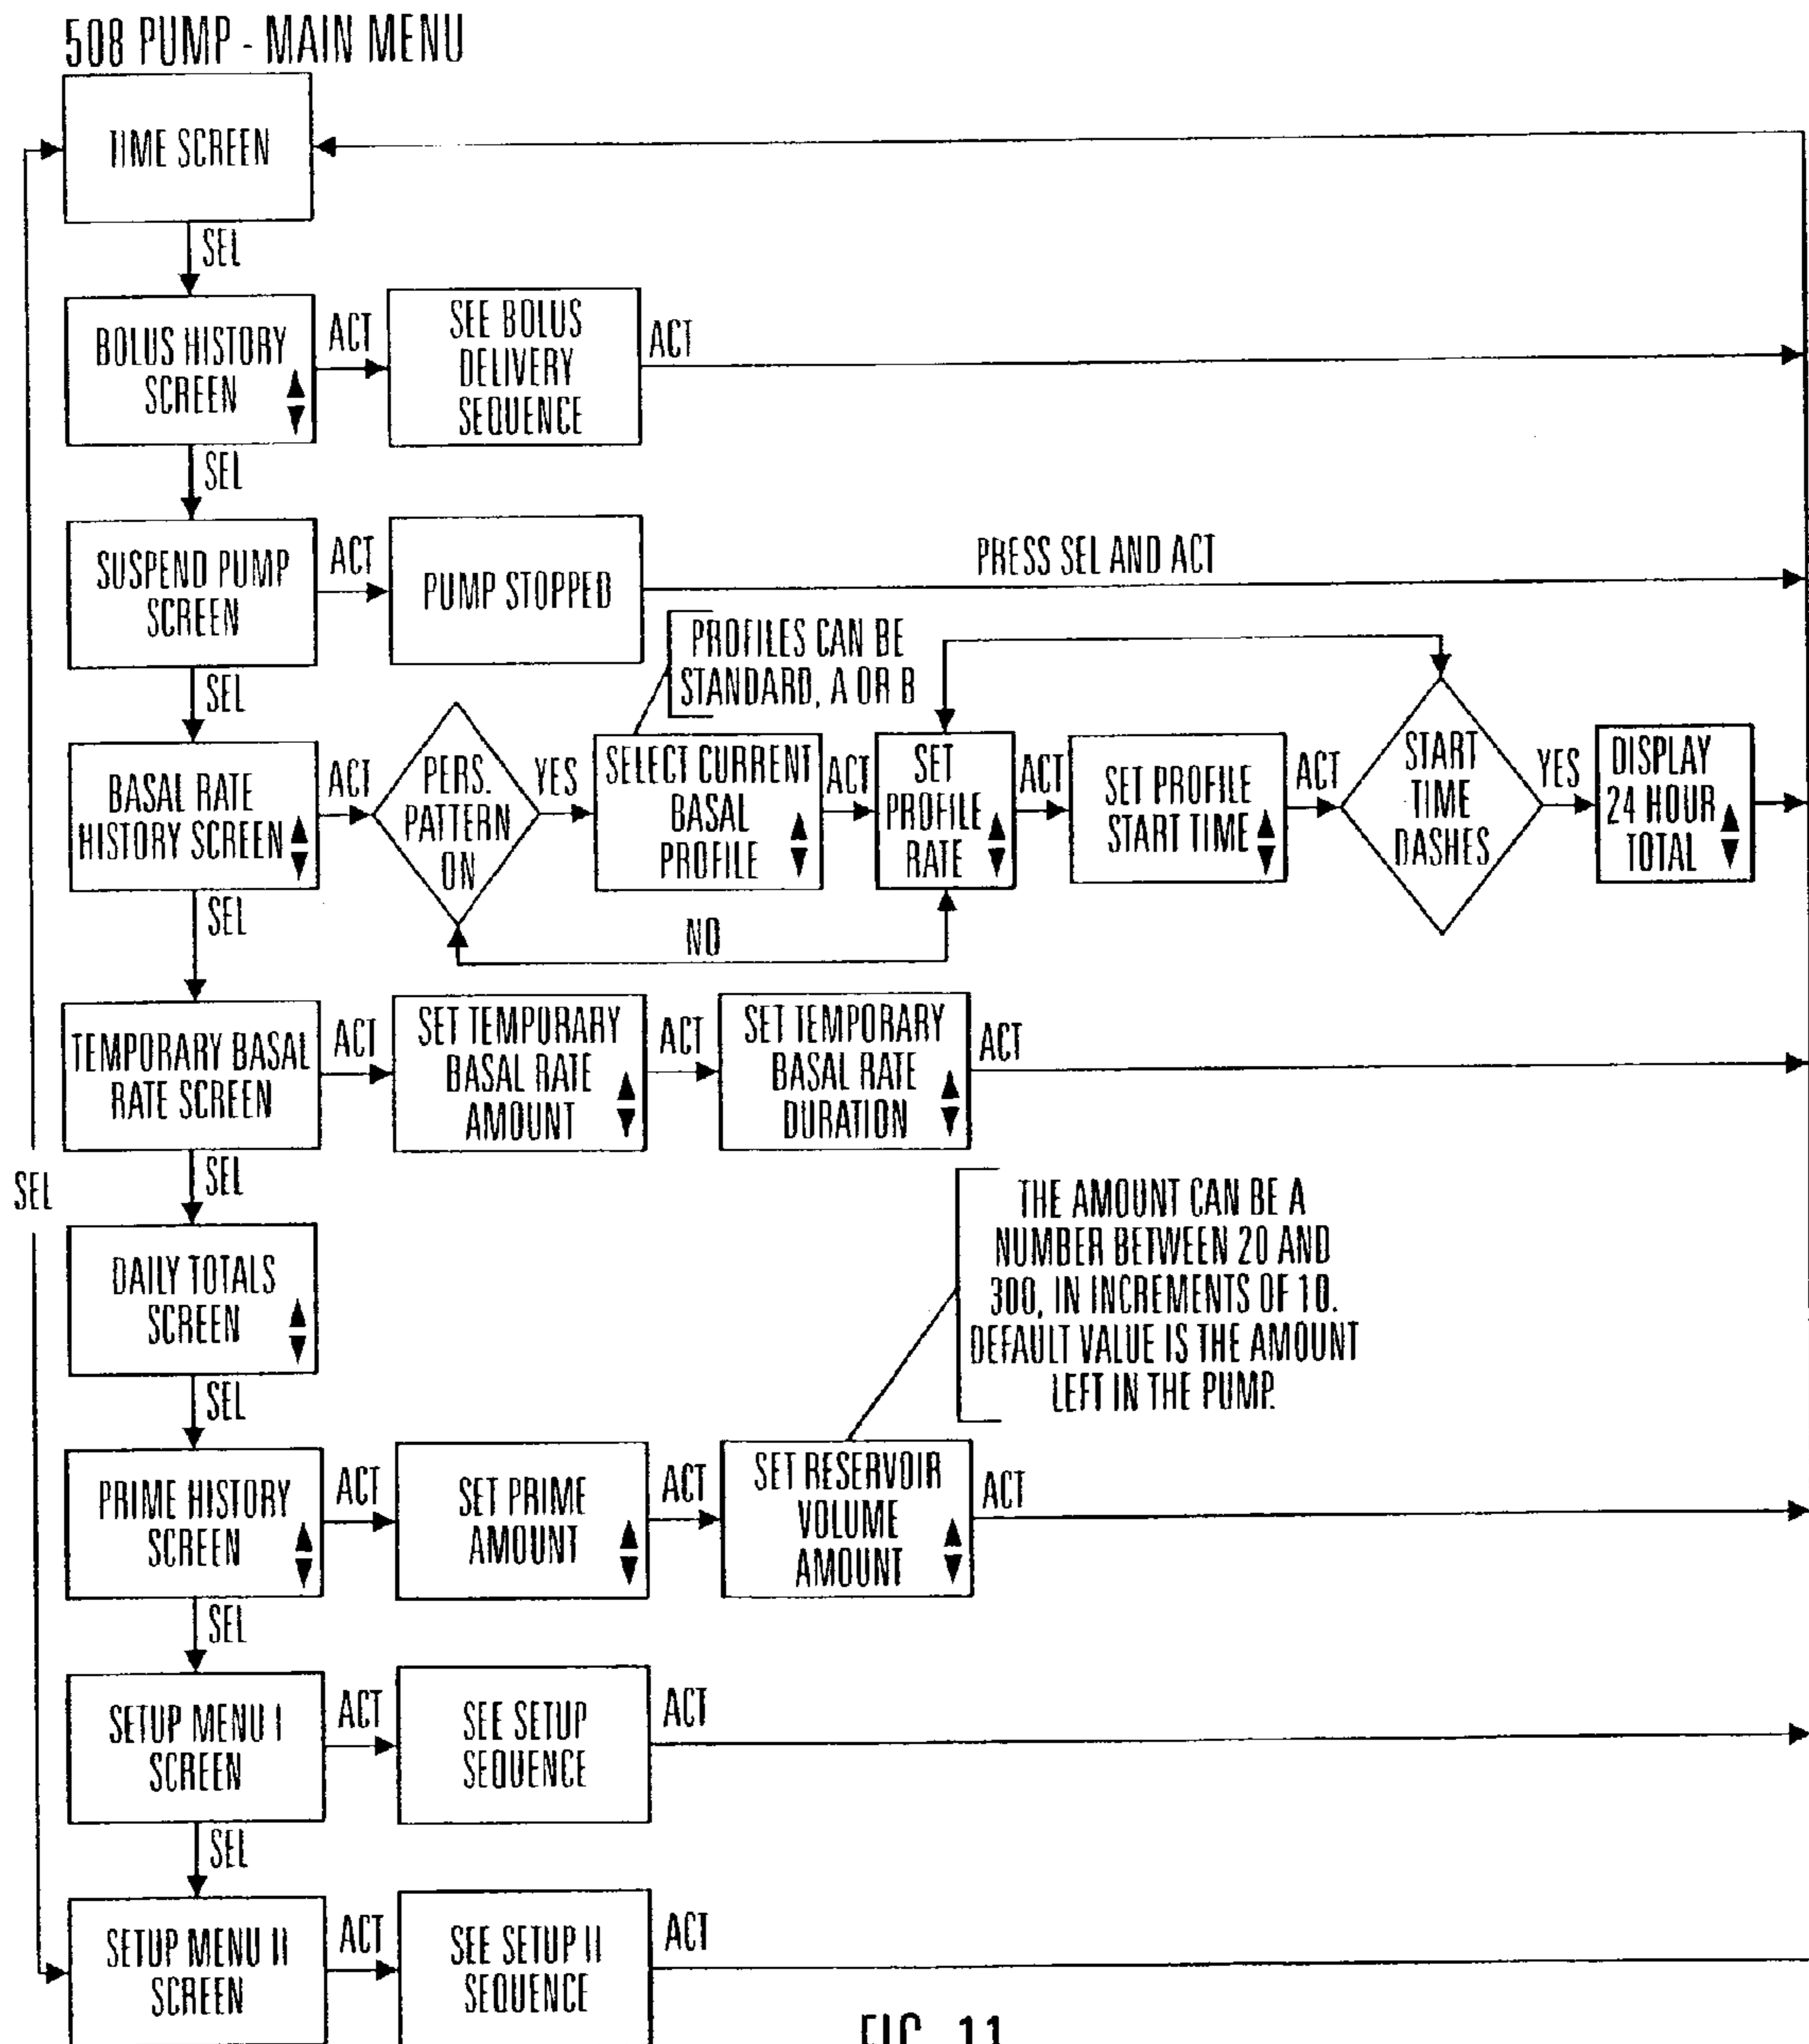 508 PUMP - MAIN MENU
TIME SCREEN
SEL
BOLUS HISTORY
SCREEN
ACT
SEE BOLUS
DELIVERY
SEQUENCE
ACT
SEL
SUSPEND PUMP
SCREEN
ACT
PUMP STOPPED
PRESS SEL AND ACT
SEL
PROFILES CAN BE
STANDARD, A OR B
BASAL RATE
HISTORY SCREEN
ACT
PERS.
PATTERN
ON
YES
SELECT CURRENT
BASAL
PROFILE
ACT
SET
PROFILE
RATE
ACT
SET PROFILE
START TIME
ACT
START
TIME
DASHES
YES
DISPLAY
24 HOUR
TOTAL
NO
SEL
TEMPORARY BASAL
RATE SCREEN
ACT
SET TEMPORARY
BASAL RATE
AMOUNT
ACT
SET TEMPORARY
BASAL RATE
DURATION
ACT
SEL
SEL
DAILY TOTALS
SCREEN
THE AMOUNT CAN BE A
NUMBER BETWEEN 20 AND
300, IN INCREMENTS OF 10.
DEFAULT VALUE IS THE AMOUNT
LEFT IN THE PUMP.
SEL
PRIME HISTORY
SCREEN
ACT
SET PRIME
AMOUNT
ACT
SET RESERVOIR
VOLUME
AMOUNT
ACT
SEL
SETUP MENU I
SCREEN
ACT
SEE SETUP
SEQUENCE
ACT
SEL
SETUP MENU II
SCREEN
ACT
SEE SETUP II
SEQUENCE
ACT
FIG. 11